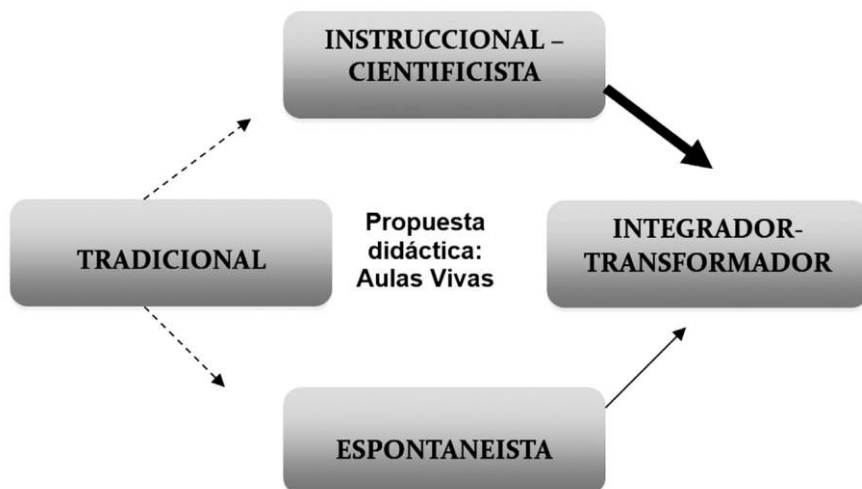 INSTRUCCIONAL –
CIENTIFICISTA
TRADICIONAL
Propuesta
didáctica:
Aulas Vivas
INTEGRADOR-
TRANSFORMADOR
ESPONTANEISTA